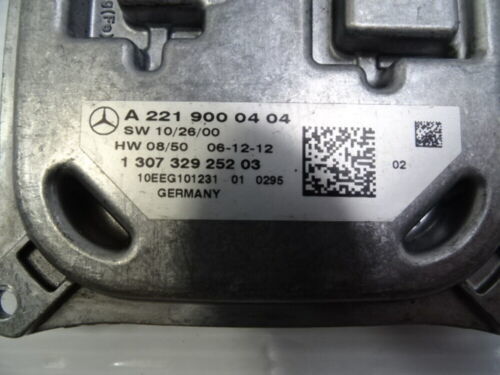 A 221 900 04 04
SW 10/26/00
HW 08/50 06-12-12
1 307 329 252 03
10EEG101231 01 0295
GERMANY
02